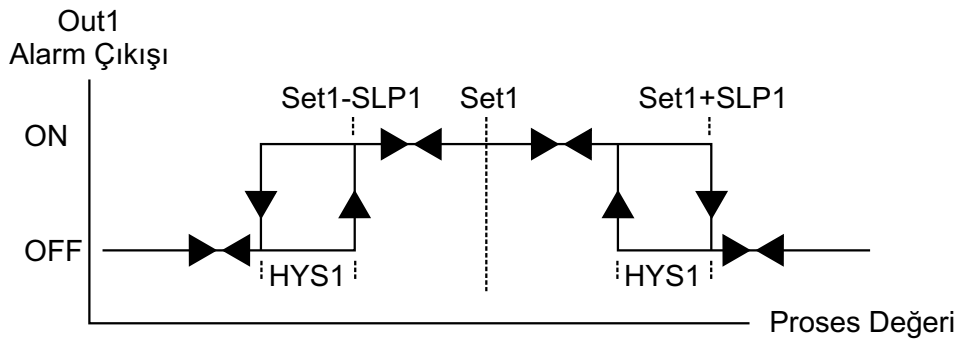 Out1
Alarm Çıkışı
Set1-SLP1 Set1 Set1+SLP1
ON
OFF
HYS1 HYS1
Proses Değeri